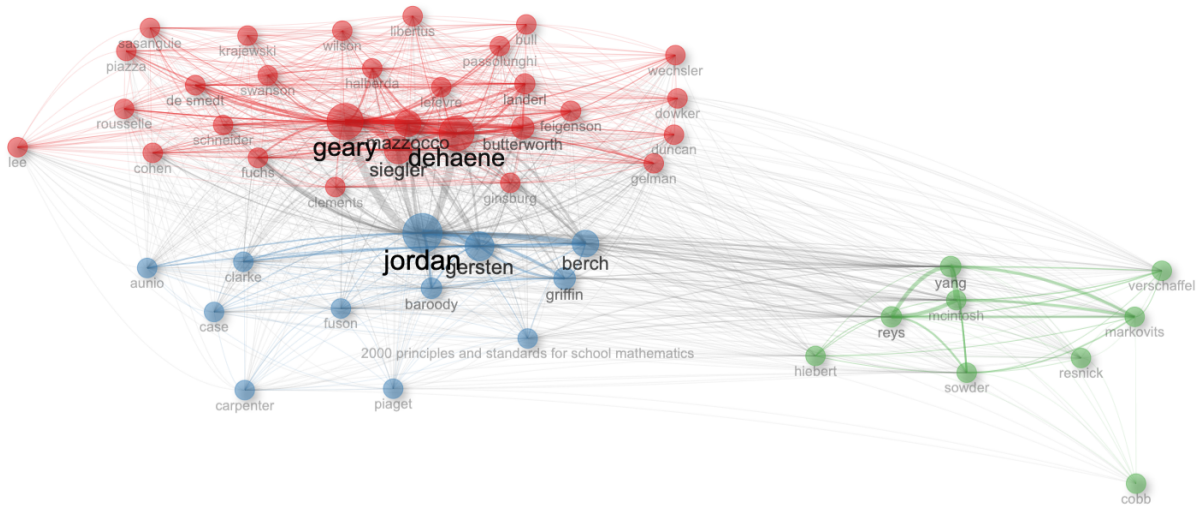 libertus
sasanguie
krajewski
wilson
bull
piazza
passolunghi
wechsler
swanson
halberda
de smedt
lefevre
landerl
dowker
rousselle
schneider
feigenson
mazzocco
butterworth
duncan
geary
dehaene
lee
cohen
fuchs
siegler
gelman
clements
ginsburg
jordan
gersten
berch
aunio
clarke
griffin
yang
verschaffel
baroody
case
fuson
mcintosh
reys
markovits
2000 principles and standards for school mathematics
hiebert
resnick
sowder
carpenter
piaget
cobb